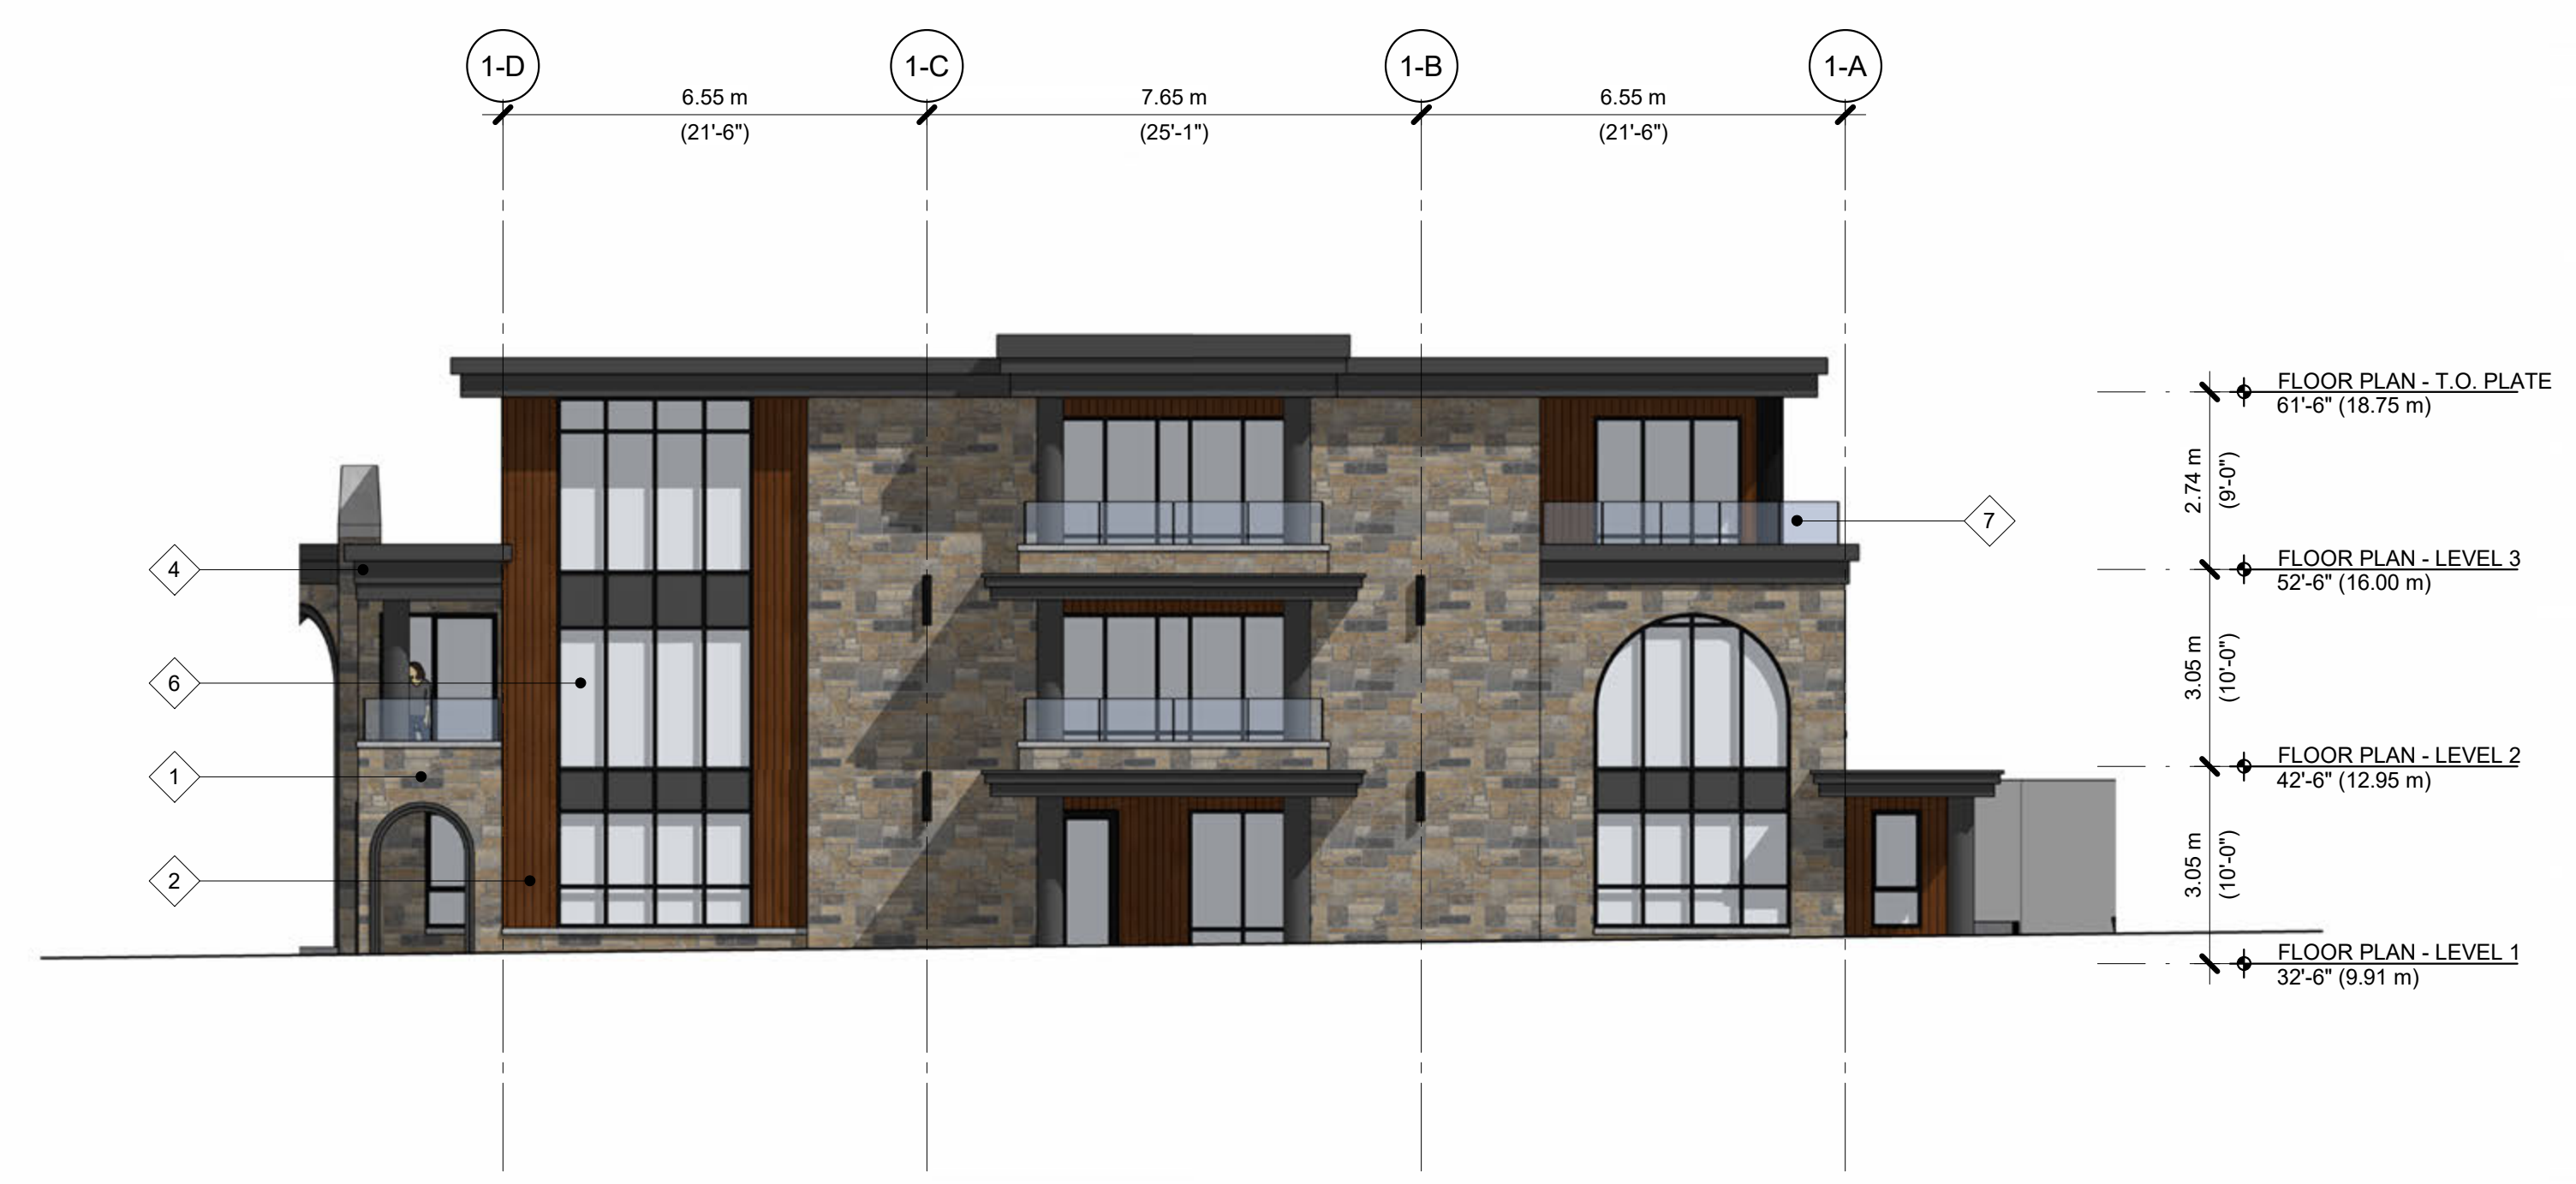 1-D
1-C
1-B
1-A
6.55 m
(21'-6")
7.65 m
(25'-1")
6.55 m
(21'-6")
4
6
1
2
7
FLOOR PLAN - T.O. PLATE
61'-6" (18.75 m)
2.74 m
(9'-0")
FLOOR PLAN - LEVEL 3
52'-6" (16.00 m)
3.05 m
(10'-0")
FLOOR PLAN - LEVEL 2
42'-6" (12.95 m)
3.05 m
(10'-0")
FLOOR PLAN - LEVEL 1
32'-6" (9.91 m)